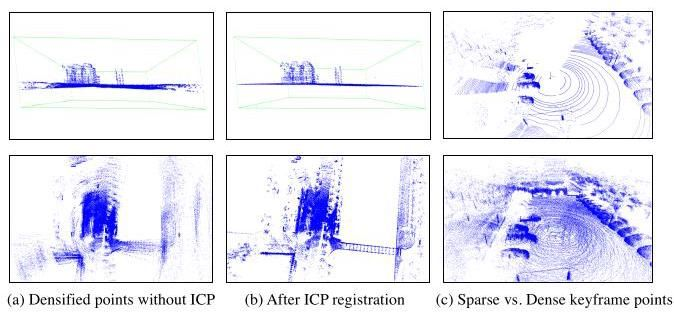 (a) Densified points without ICP
(b) After ICP registration
(c) Sparse vs. Dense keyframe points